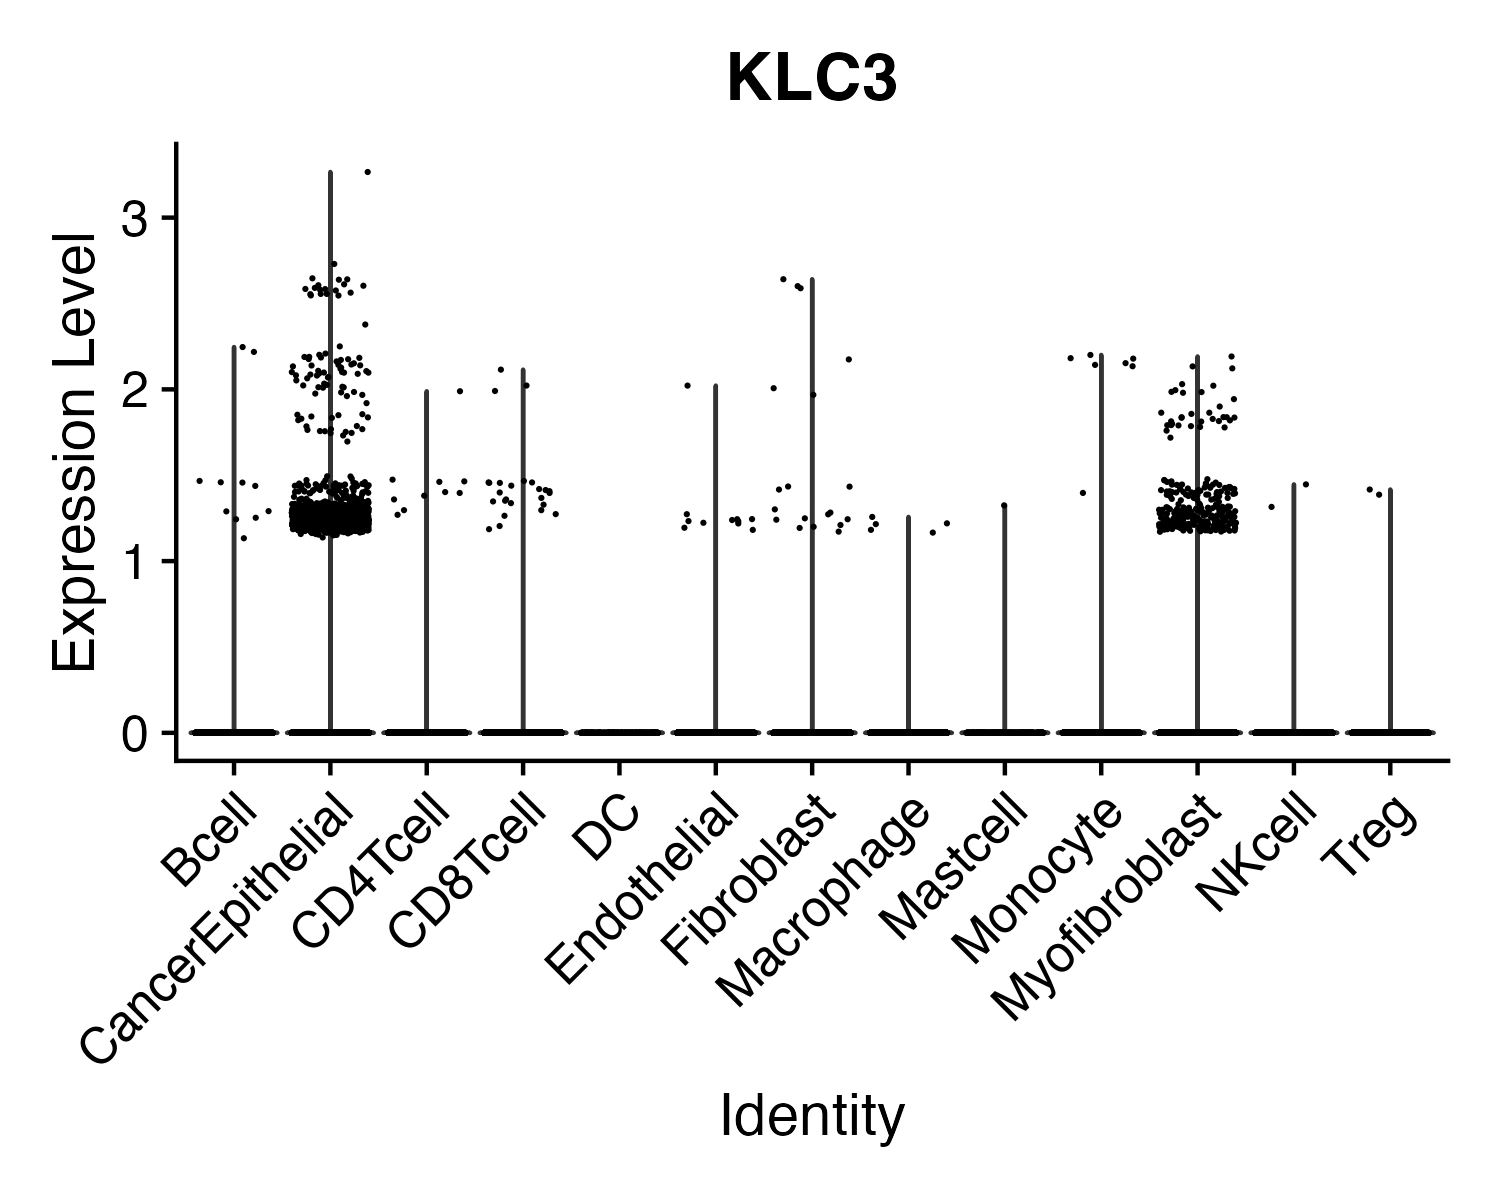 KLC3
Expression Level
3
2
1
0
Bcell
CancerEpithelial
CD4Tcell
CD8Tcell
DC
Endothelial
Fibroblast
Macrophage
Mastcell
Monocyte
Myofibroblast
NKcell
Treg
Identity